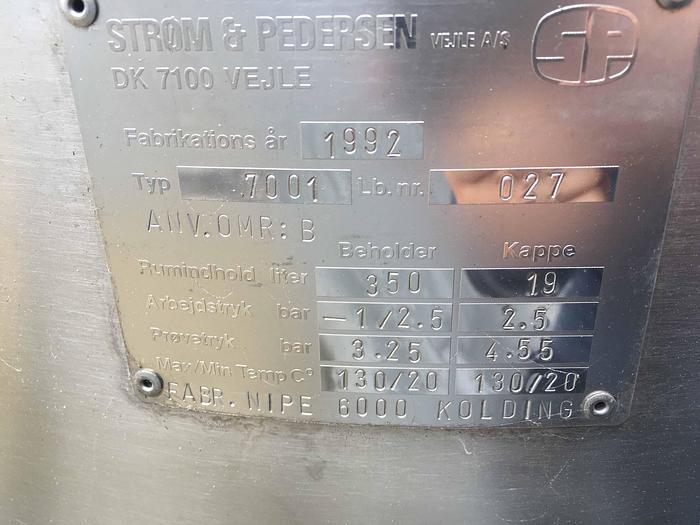 STRØM & PEDERSEN VEJLE A/S SP
DK 7100 VEJLE
Fabrikations år 1992
Typ 7001 Lb.nr. 027
ANV.OMR: B
Beholder Kappe
Rumindhold liter 350 19
Arbejdstryk bar -1/2.5 2.5
Prøvetryk bar 3.25 4.55
Max/Min Temp C° 130/20 130/20
FABR. NIPE 6000 KOLDING